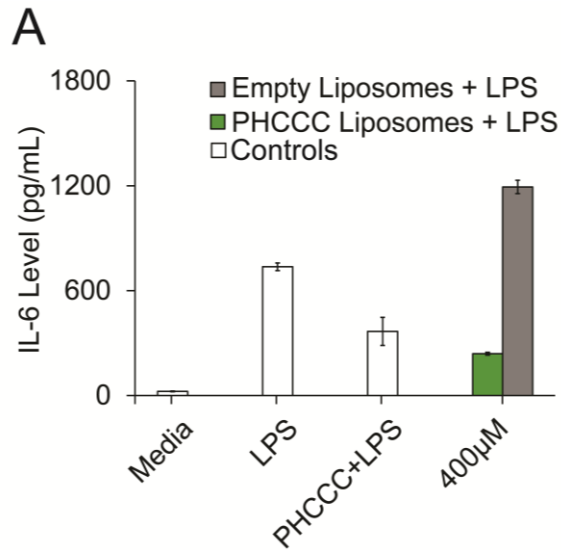 A
1800
1200
600
0
IL-6 Level (pg/mL)
Empty Liposomes + LPS
PHCCC Liposomes + LPS
Controls
Media
LPS
PHCCC+LPS
400µM